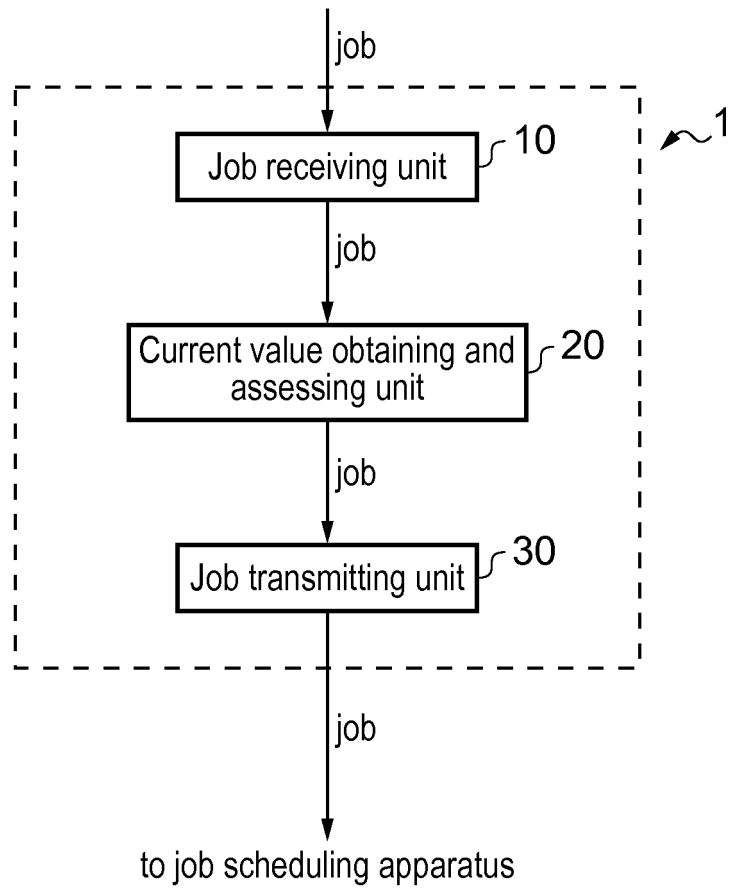 job
1
10
Job receiving unit
job
20
Current value obtaining and
assessing unit
job
30
Job transmitting unit
job
to job scheduling apparatus